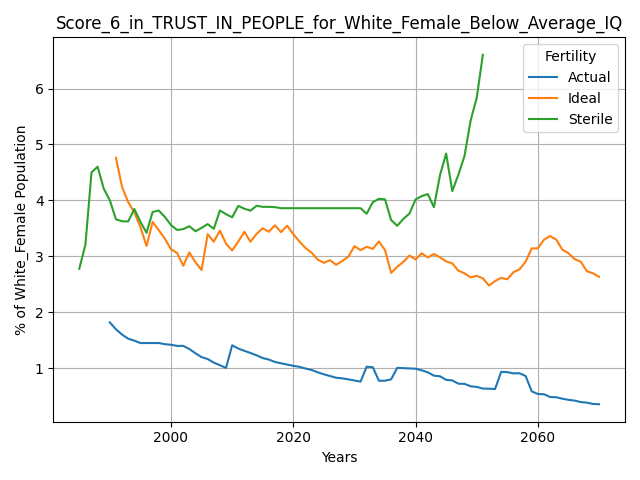 Score_6_in_TRUST_IN_PEOPLE_for_White_Female_Below_Average_IQ
Fertility
Actual
Ideal
Sterile
% of White_Female Population
6
5
4
3
2
1
2000 2020 2040 2060
Years